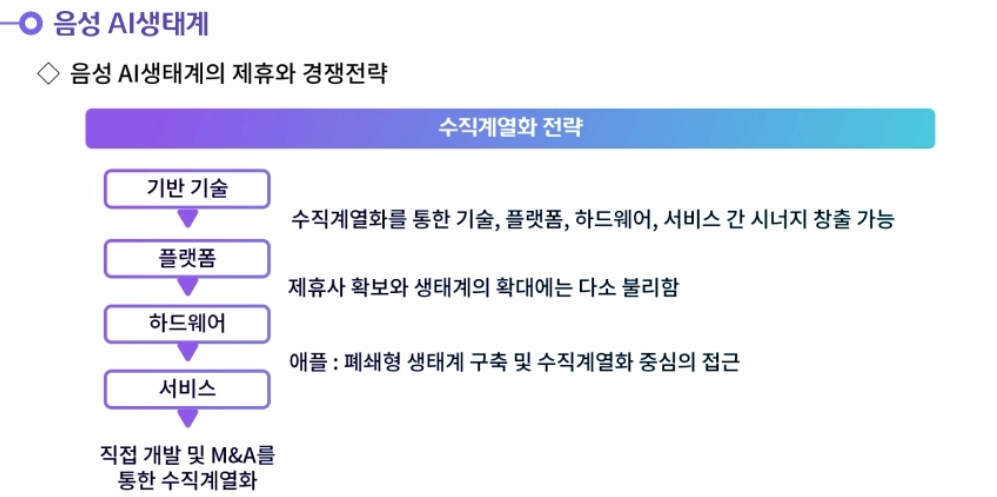 음성 AI생태계
◇ 음성 AI생태계의 제휴와 경쟁전략
수직계열화 전략
기반 기술
수직계열화를 통한 기술, 플랫폼, 하드웨어, 서비스 간 시너지 창출 가능
플랫폼
제휴사 확보와 생태계의 확대에는 다소 불리함
하드웨어
애플 : 폐쇄형 생태계 구축 및 수직계열화 중심의 접근
서비스
직접 개발 및 M&A를
통한 수직계열화